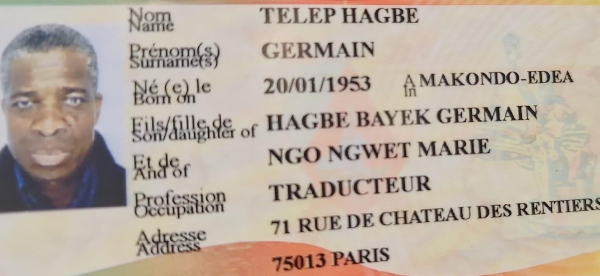 Nom TELEP HAGBE
Name
Prénom(s) GERMAIN
Surname(s)
Né (e) le 20/01/1953 A MAKONDO-EDEA
Born on In
Fils/fille de HAGBE BAYEK GERMAIN
Son/daughter of
Et de NGO NGWET MARIE
And of
Profession TRADUCTEUR
Occupation
Adresse 71 RUE DE CHATEAU DES RENTIERS
Address 75013 PARIS